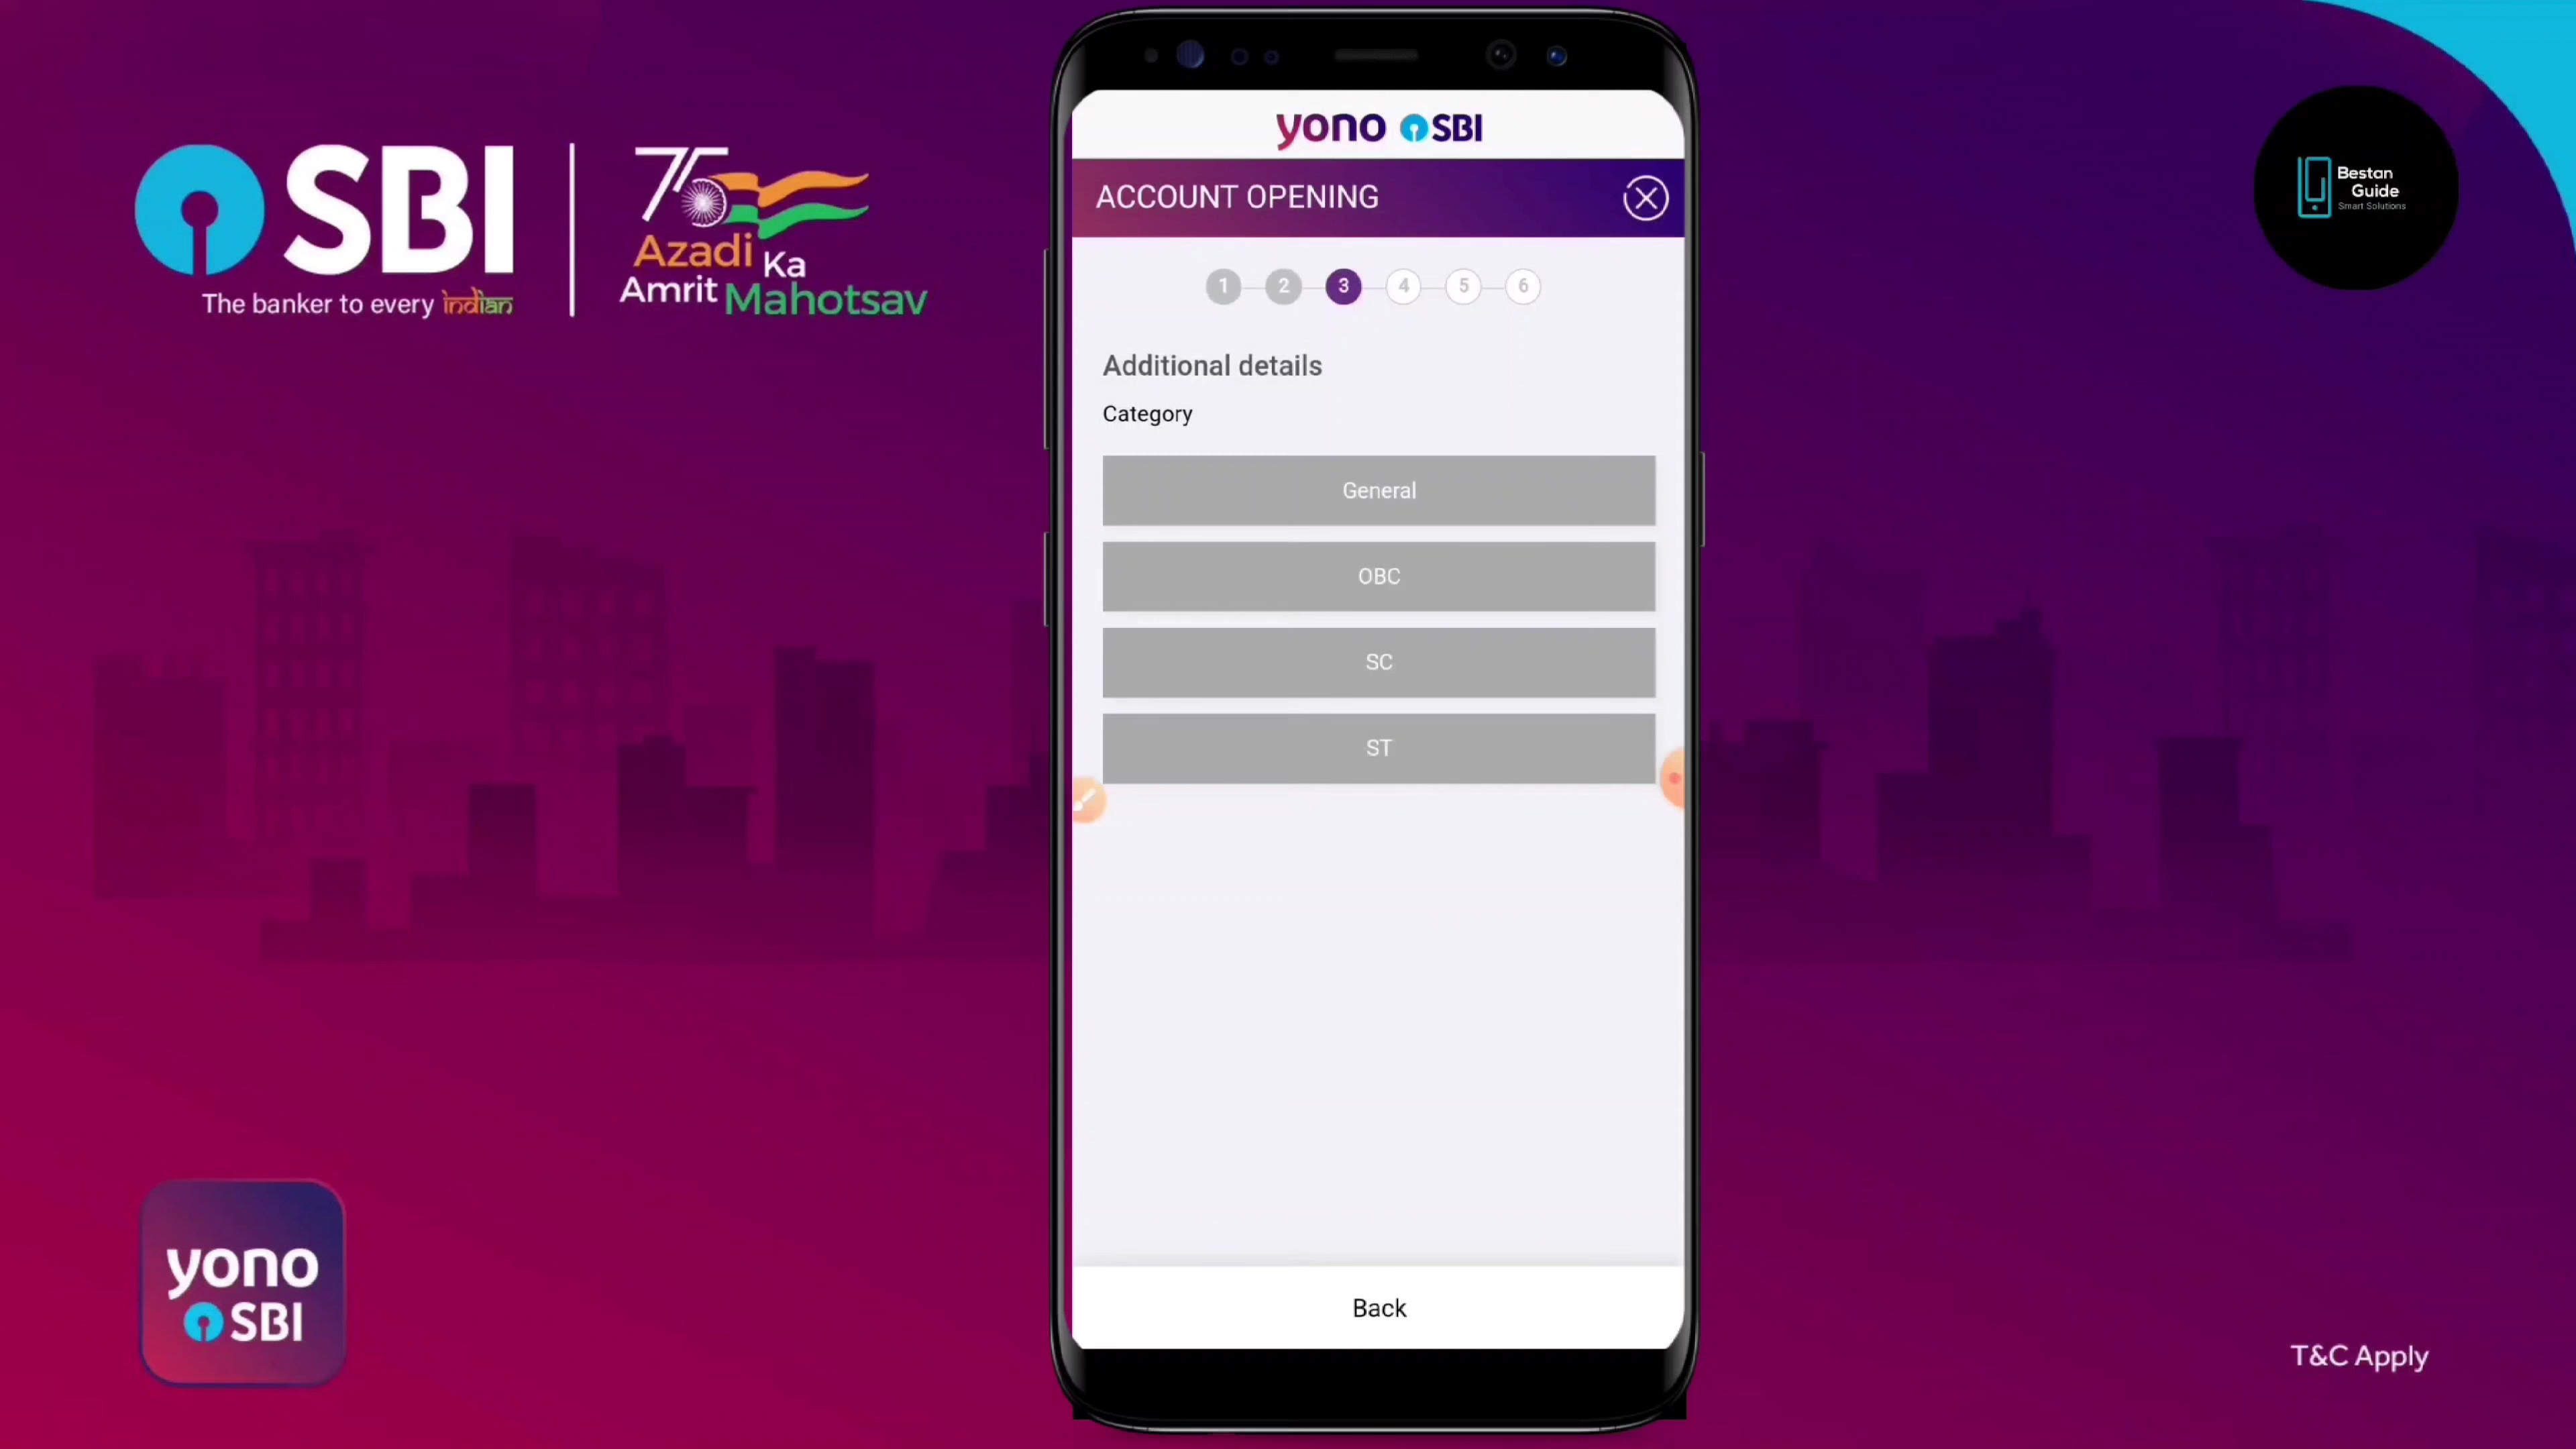 SBI
The banker to every indian
75
Azadi Ka
Amrit Mahotsav
yono SBI
ACCOUNT OPENING
1 2 3 4 5 6
Additional details
Category
General
OBC
SC
ST
Back
Bestan
Guide
Smart Solutions
yono
SBI
T&C Apply